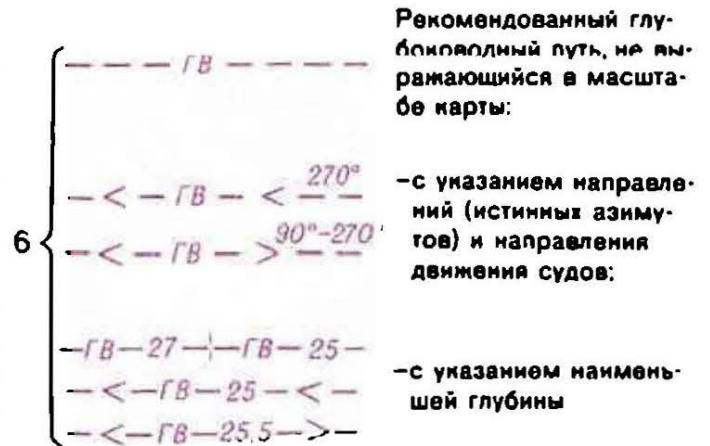 Рекомендованный глу-
боководный путь, не вы-
— — — ГВ — — — —
ражающийся в масшта-
бе карты:
270°
— < — ГВ — < — —
–с указанием направле-
ний (истинных азиму-
6
90°–270°
— < — ГВ — > — —
тов) и направления
движения судов:
—ГВ—27—¦—ГВ—25—
— < —ГВ—25— < —
–с указанием наимень-
шей глубины
— < —ГВ—25,5— > —